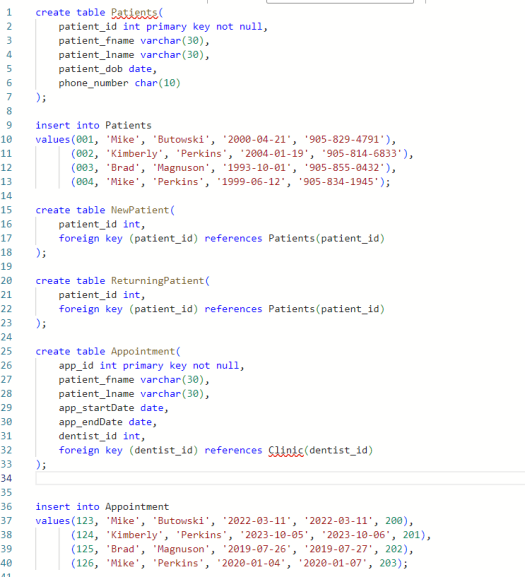 1 create table Patients(
2 patient_id int primary key not null,
3 patient_fname varchar(30),
4 patient_lname varchar(30),
5 patient_dob date,
6 phone_number char(10)
7 );
8
9 insert into Patients
10 values(001, 'Mike', 'Butowski', '2000-04-21', '905-829-4791'),
11 (002, 'Kimberly', 'Perkins', '2004-01-19', '905-814-6833'),
12 (003, 'Brad', 'Magnuson', '1993-10-01', '905-855-0432'),
13 (004, 'Mike', 'Perkins', '1999-06-12', '905-834-1945');
14
15 create table NewPatient(
16 patient_id int,
17 foreign key (patient_id) references Patients(patient_id)
18 );
19
20 create table ReturningPatient(
21 patient_id int,
22 foreign key (patient_id) references Patients(patient_id)
23 );
24
25 create table Appointment(
26 app_id int primary key not null,
27 patient_fname varchar(30),
28 patient_lname varchar(30),
29 app_startDate date,
30 app_endDate date,
31 dentist_id int,
32 foreign key (dentist_id) references Clinic(dentist_id)
33 );
34
35
36 insert into Appointment
37 values(123, 'Mike', 'Butowski', '2022-03-11', '2022-03-11', 200),
38 (124, 'Kimberly', 'Perkins', '2023-10-05', '2023-10-06', 201),
39 (125, 'Brad', 'Magnuson', '2019-07-26', '2019-07-27', 202),
40 (126, 'Mike', 'Perkins', '2020-01-04', '2020-01-07', 203);
41